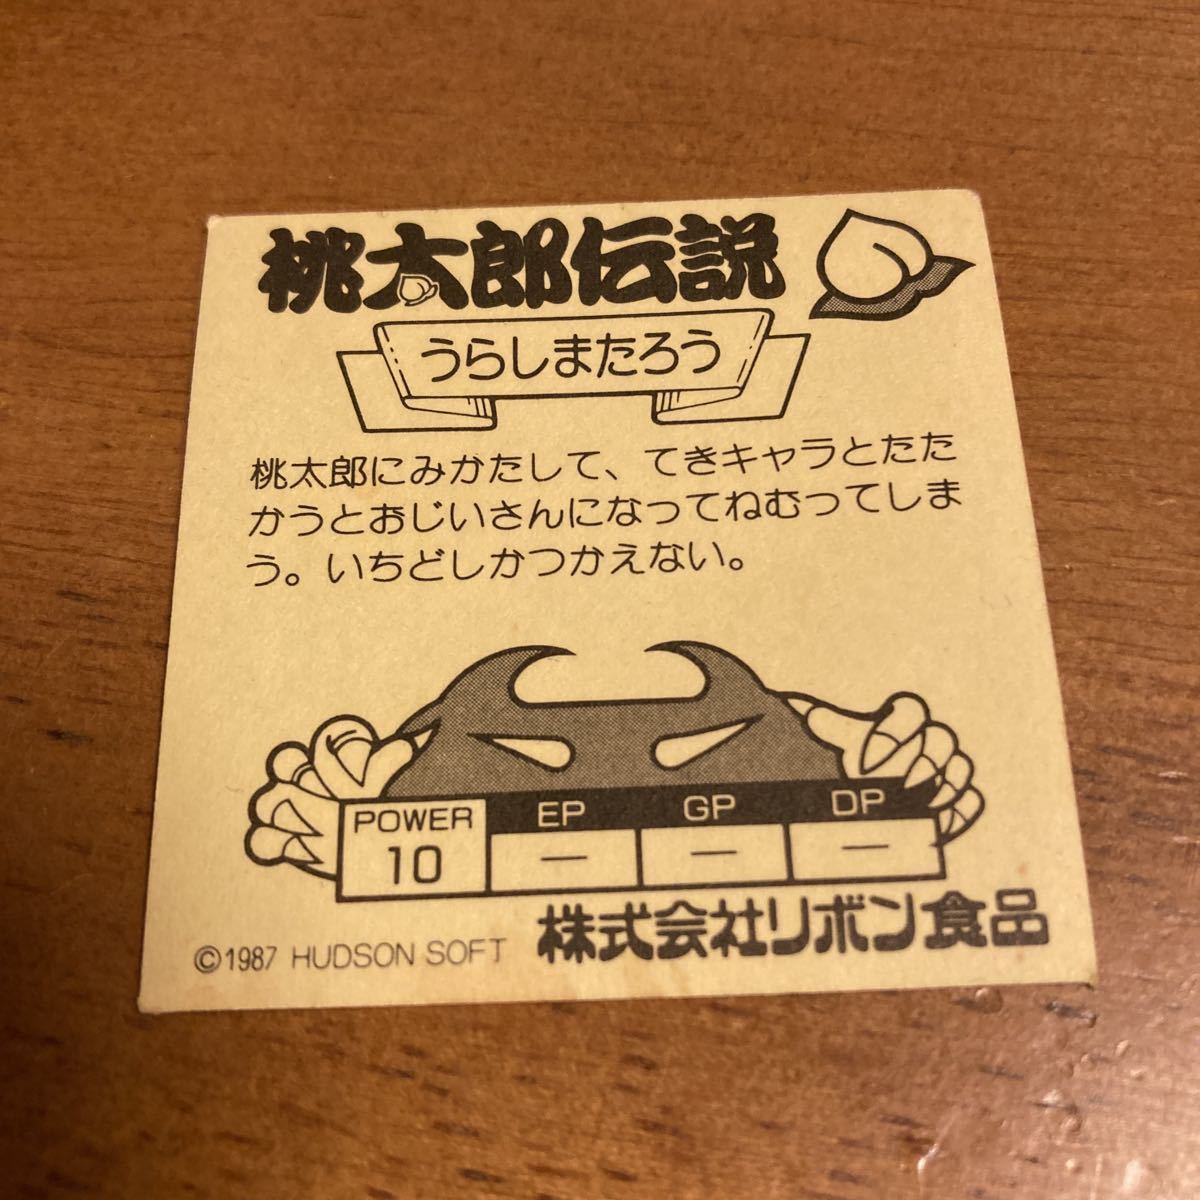 桃太郎伝説
うらしまたろう
桃太郎にみかたして、てきキャラとたた
かうとおじいさんになってねむってしま
う。いちどしかつかえない。
POWER EP GP DP
10 — — —
©1987 HUDSON SOFT 株式会社リボン食品